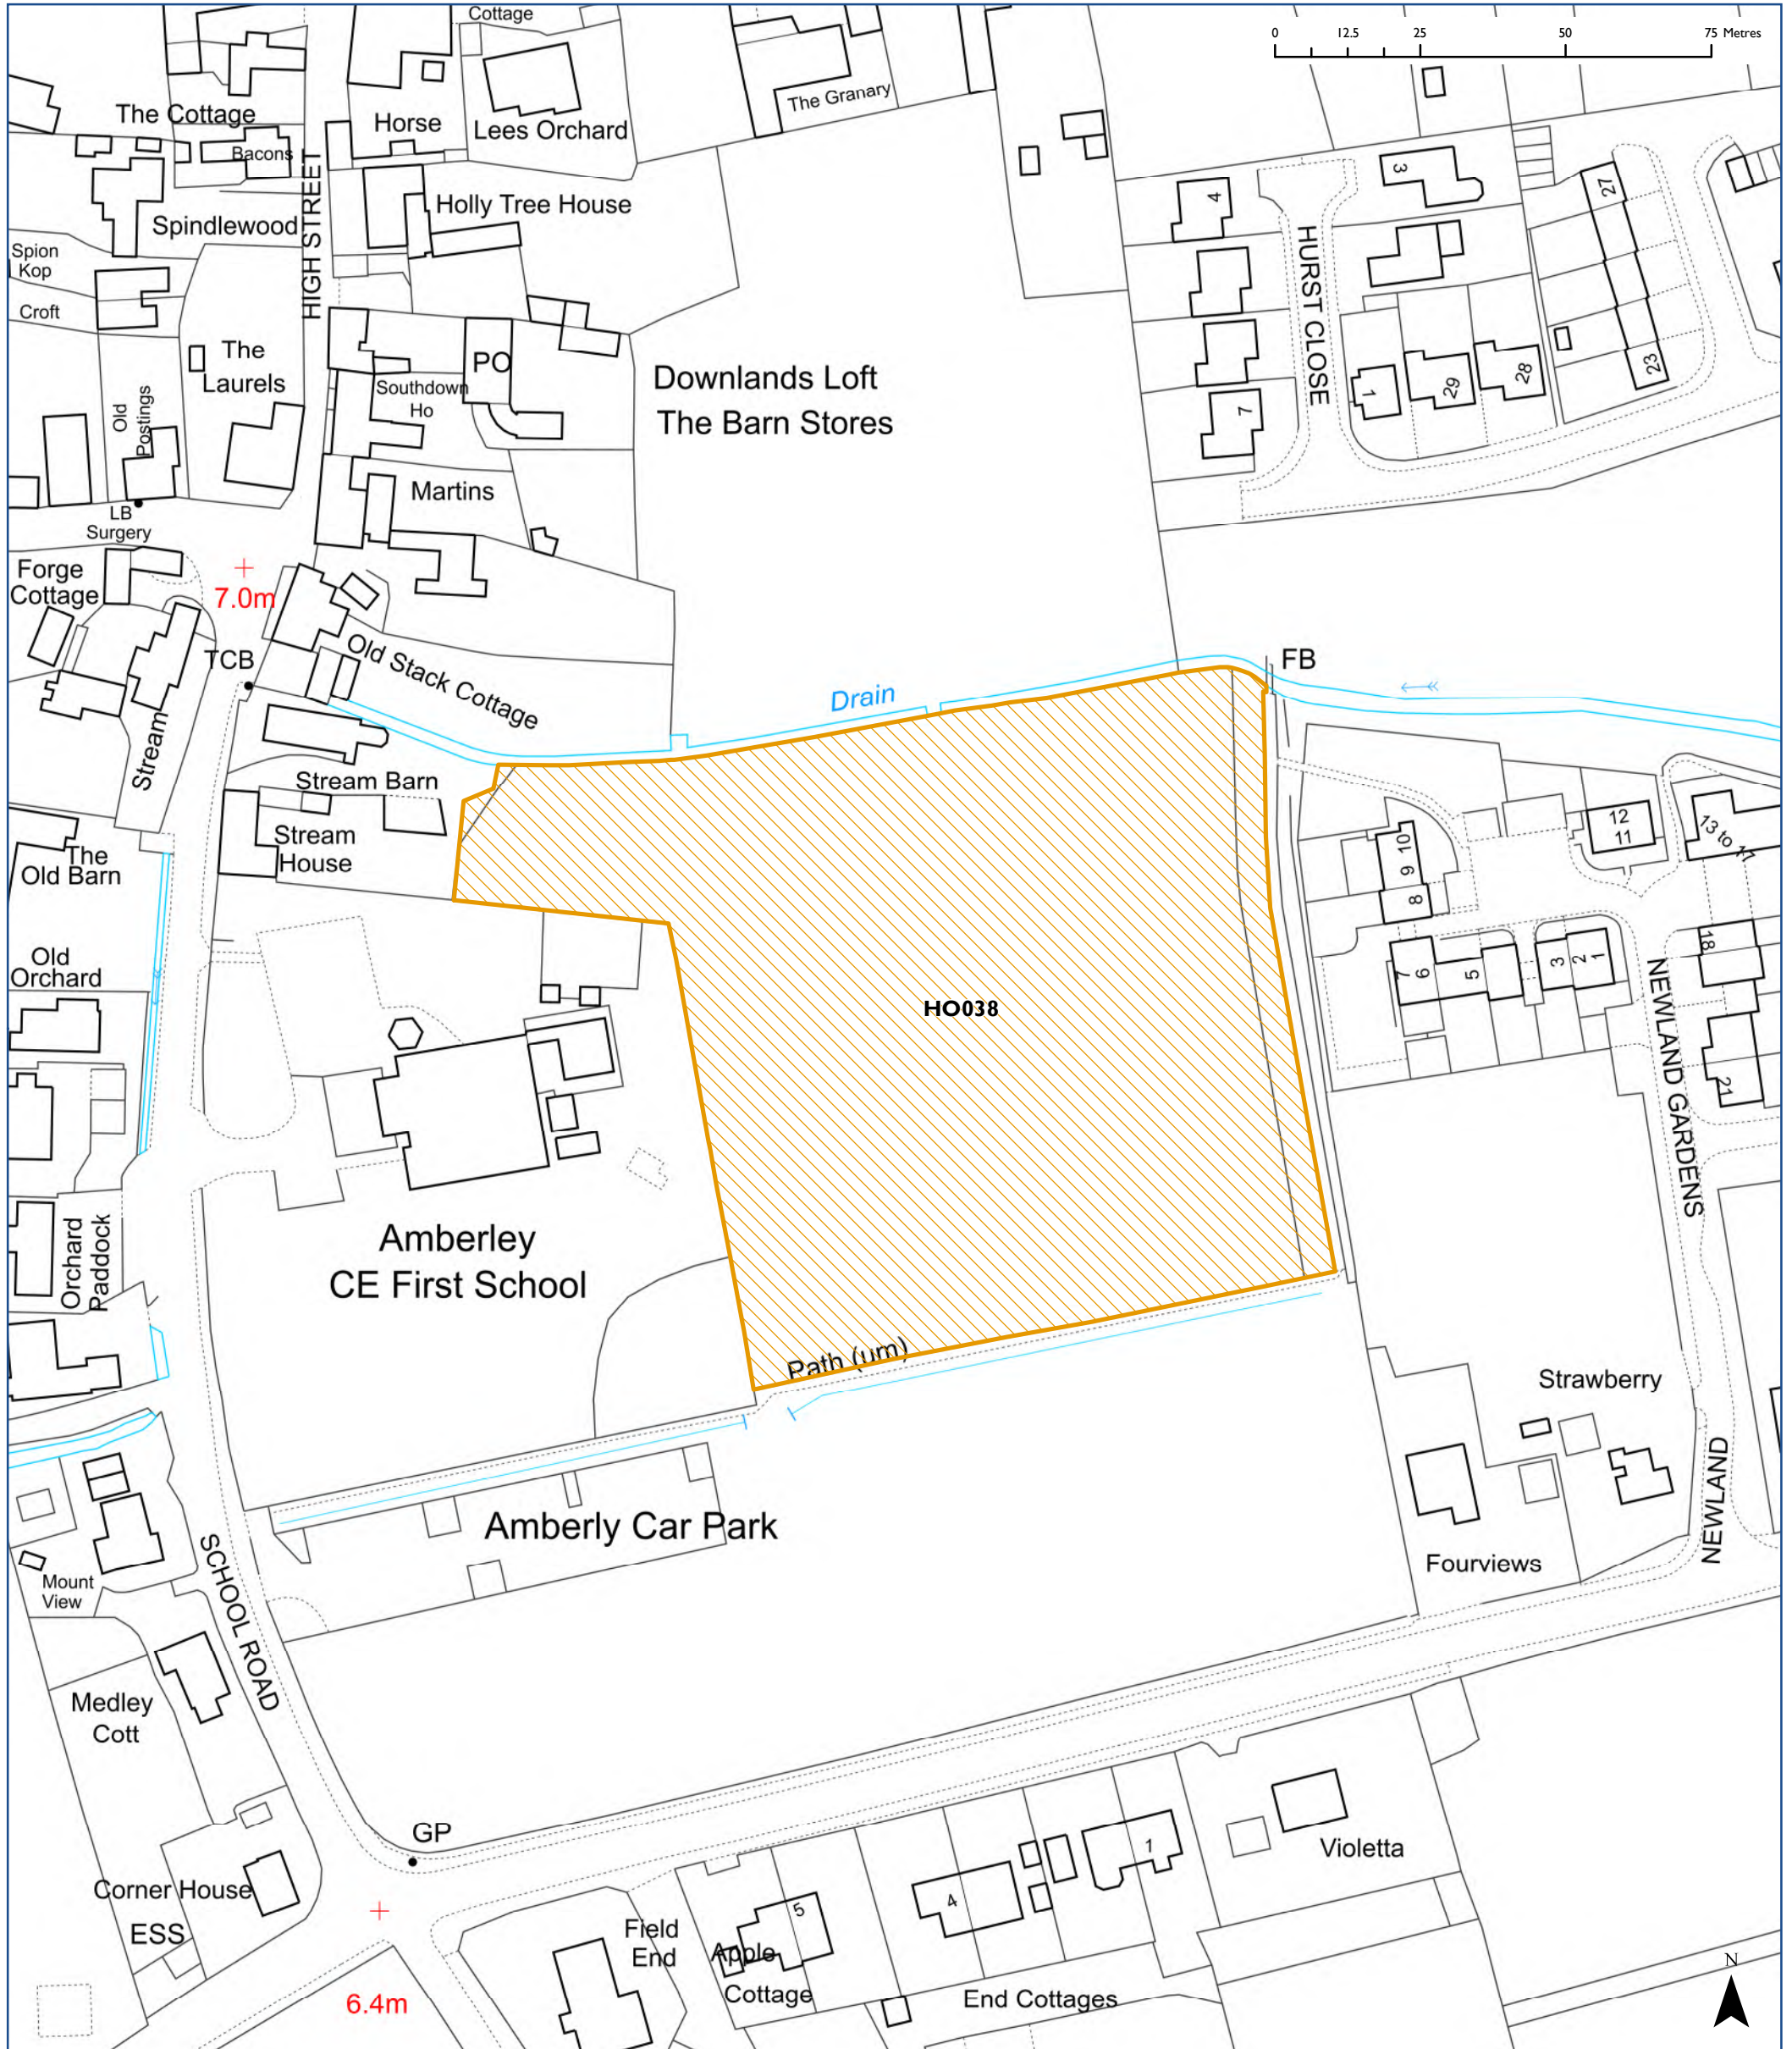 Cottage
0 12.5 25 50 75 Metres
The Granary
The Cottage
Horse
Lees Orchard
Bacons
HIGH STREET
3
27
4
Holly Tree House
Spindlewood
Spion
Kop
HURST CLOSE
Croft
The
Laurels
PO
Southdown
Ho
Downlands Loft
The Barn Stores
1
29
28
23
7
Old
Postings
Martins
LB
Surgery
Forge
Cottage
7.0m
TCB
Old Stack Cottage
FB
Drain
Stream
Stream Barn
Stream
House
12
11
13 to 17
The
Old Barn
10
9
8
Old
Orchard
18
7
6
5
3
2
1
HO038
NEWLAND GARDENS
21
Amberley
CE First School
Orchard
Paddock
Path (um)
Strawberry
NEWLAND
Amberly Car Park
Fourviews
Mount
View
SCHOOL ROAD
Medley
Cott
GP
1
Violetta
Corner House
4
5
ESS
Field
End
Apple
Cottage
End Cottages
6.4m
N